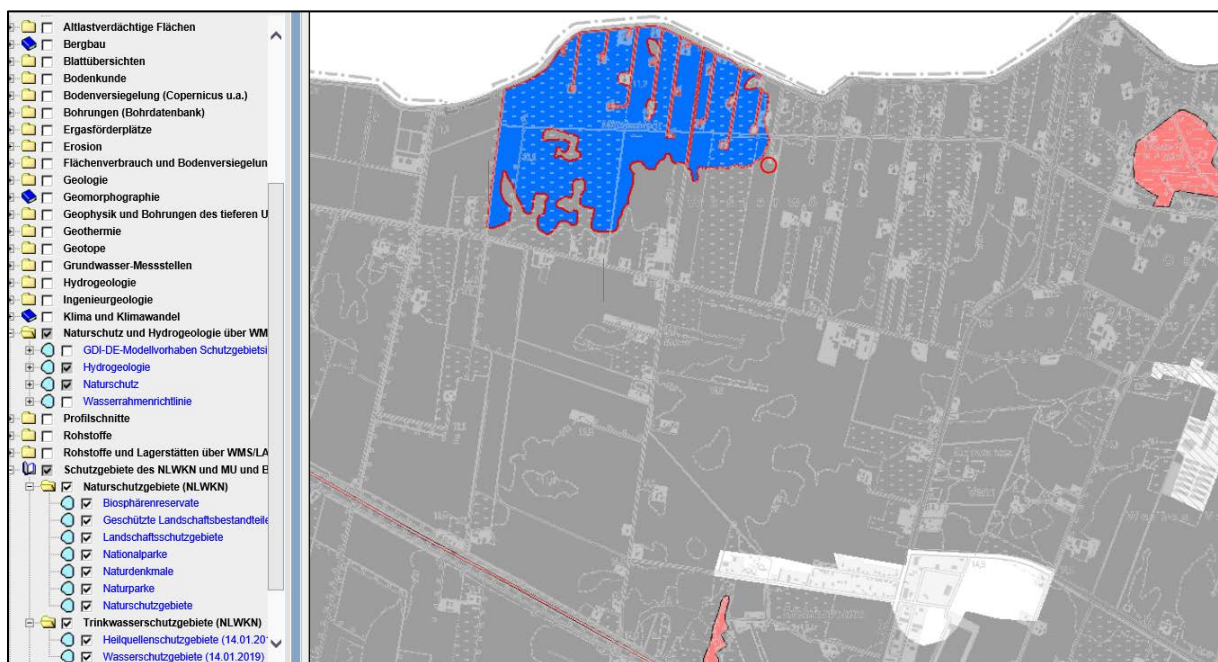 Altlastverdächtige Flächen
Bergbau
Blattübersichten
Bodenkunde
Bodenversiegelung (Copernicus u.a.)
Bohrungen (Bohrdatenbank)
Ergasförderplätze
Erosion
Flächenverbrauch und Bodenversiegelun
Geologie
Geomorphographie
Geophysik und Bohrungen des tieferen U
Geothermie
Geotope
Grundwasser-Messstellen
Hydrogeologie
Ingenieurgeologie
Klima und Klimawandel
Naturschutz und Hydrogeologie über WM
GDI-DE-Modellvorhaben Schutzgebietsi
Hydrogeologie
Naturschutz
Wasserrahmenrichtlinie
Profilschnitte
Rohstoffe
Rohstoffe und Lagerstätten über WMS/LA
Schutzgebiete des NLWKN und MU und B
Naturschutzgebiete (NLWKN)
Biosphärenreservate
Geschützte Landschaftsbestandteile
Landschaftsschutzgebiete
Nationalparke
Naturdenkmale
Naturparke
Naturschutzgebiete
Trinkwasserschutzgebiete (NLWKN)
Heilquellenschutzgebiete (14.01.201
Wasserschutzgebiete (14.01.2019)